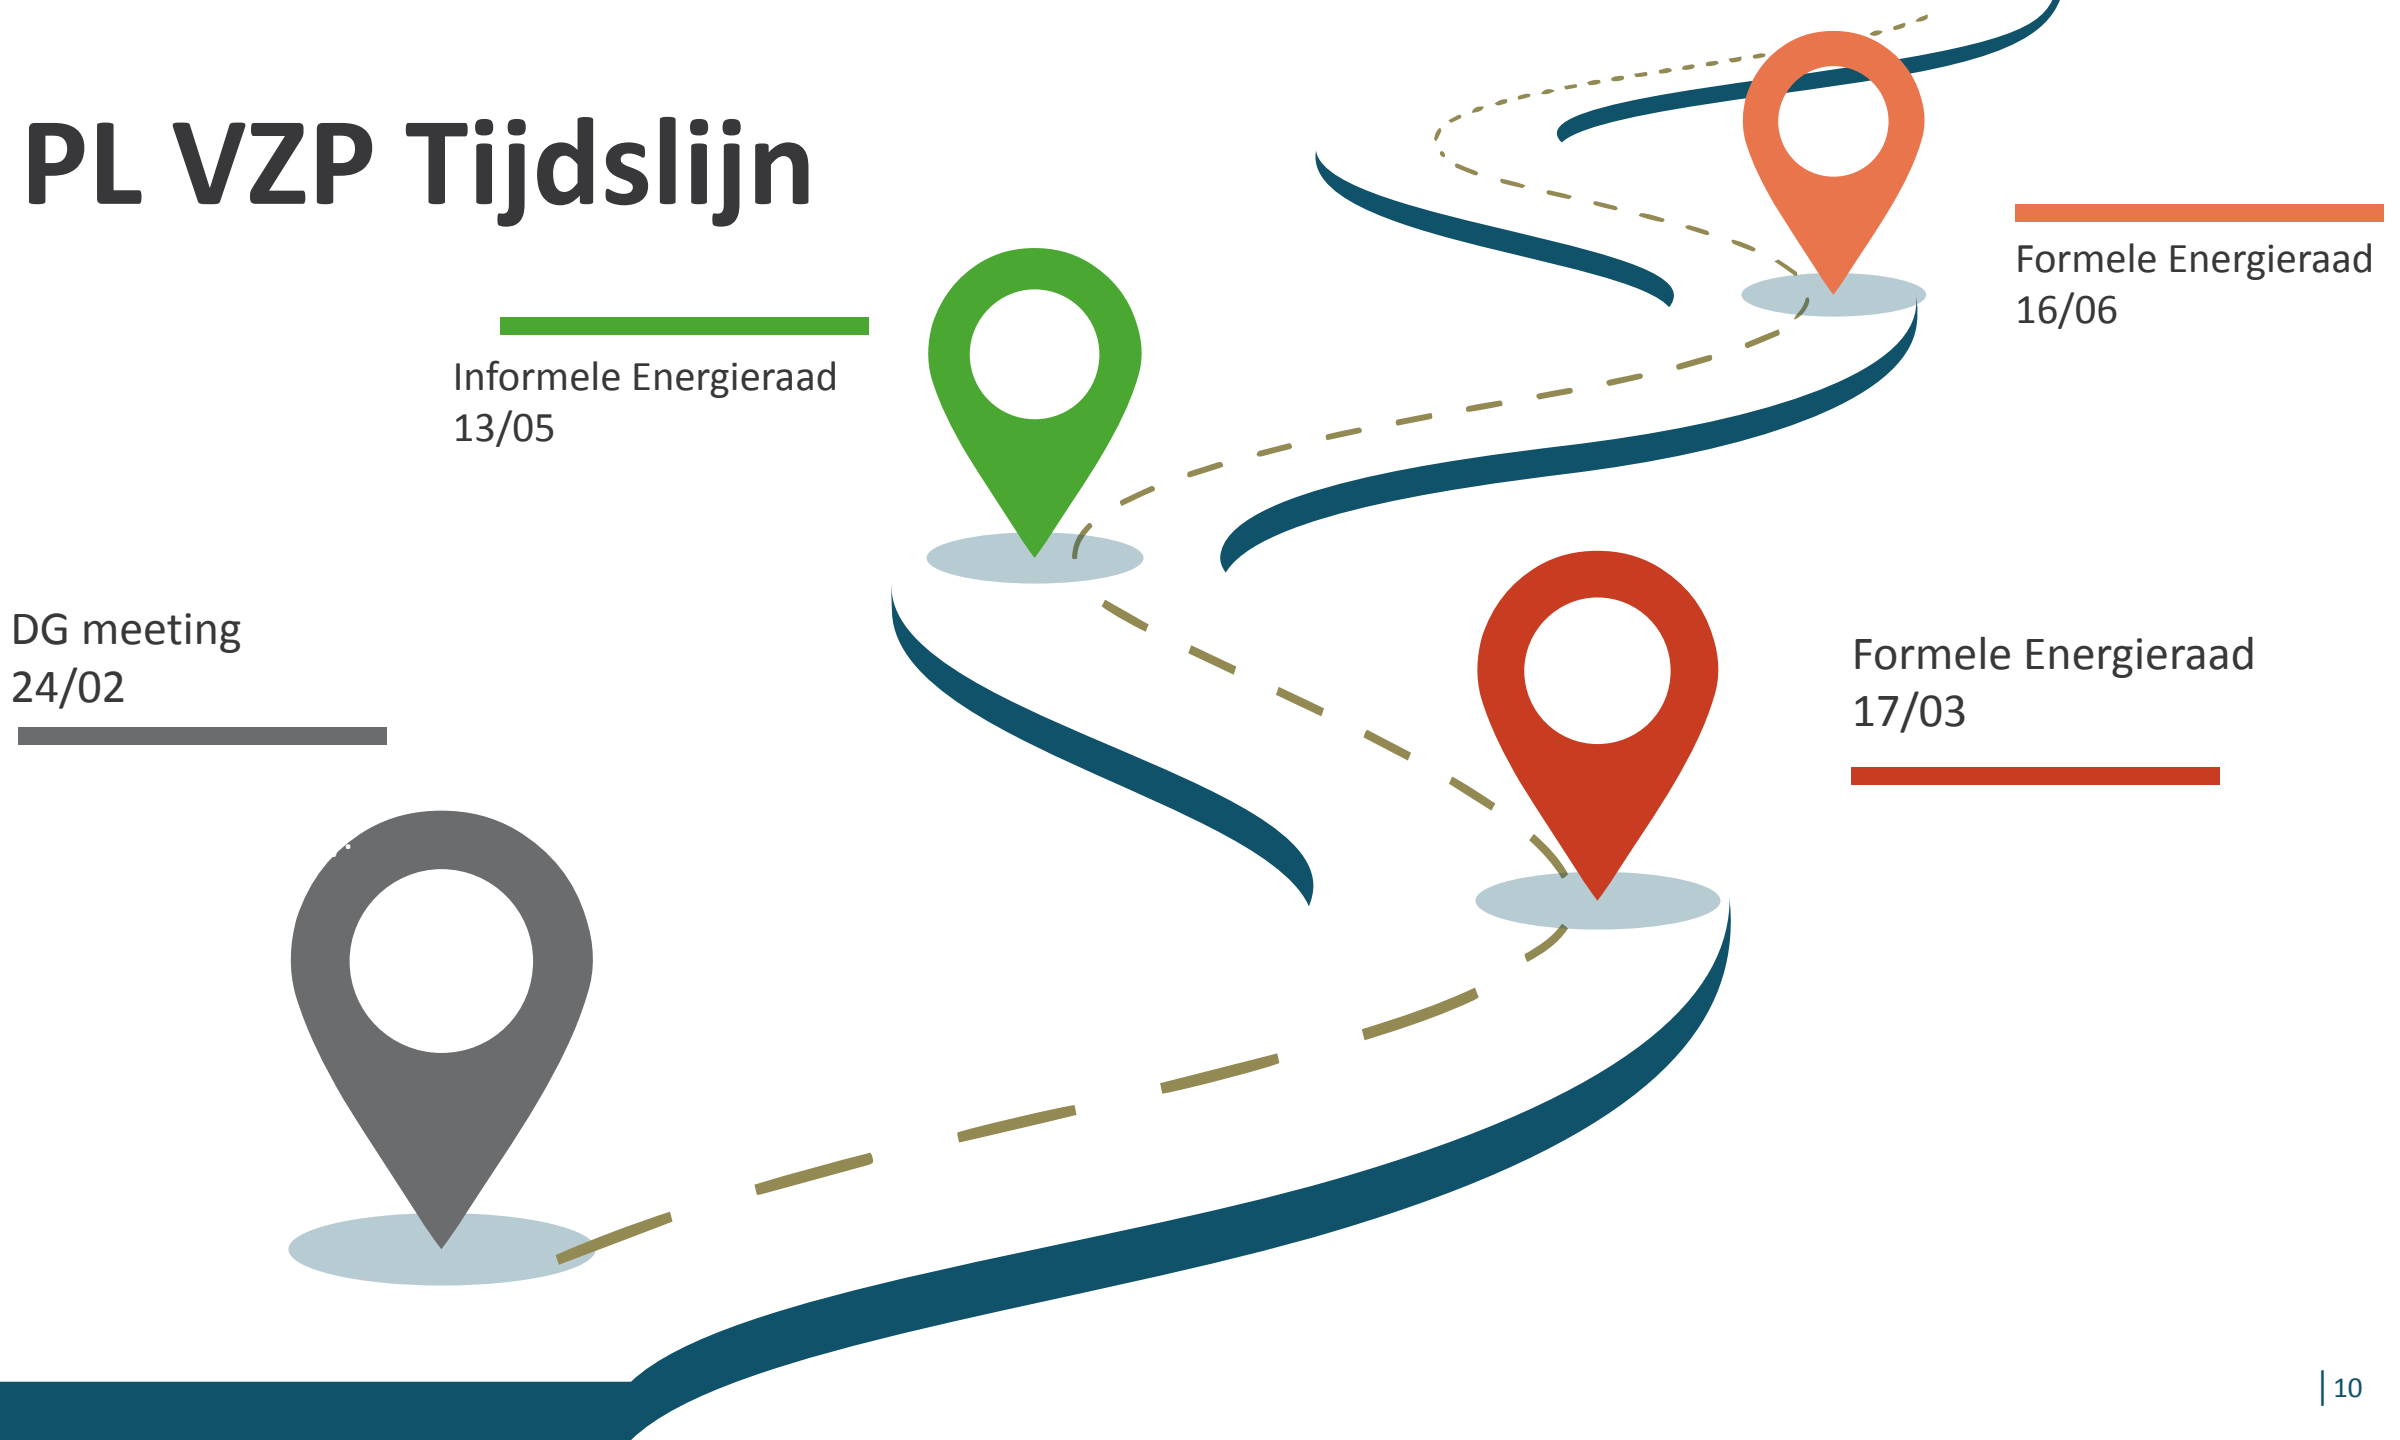 PL VZP Tijdslijn
Formele Energieraad
16/06
Informele Energieraad
13/05
DG meeting
24/02
Formele Energieraad
17/03
10